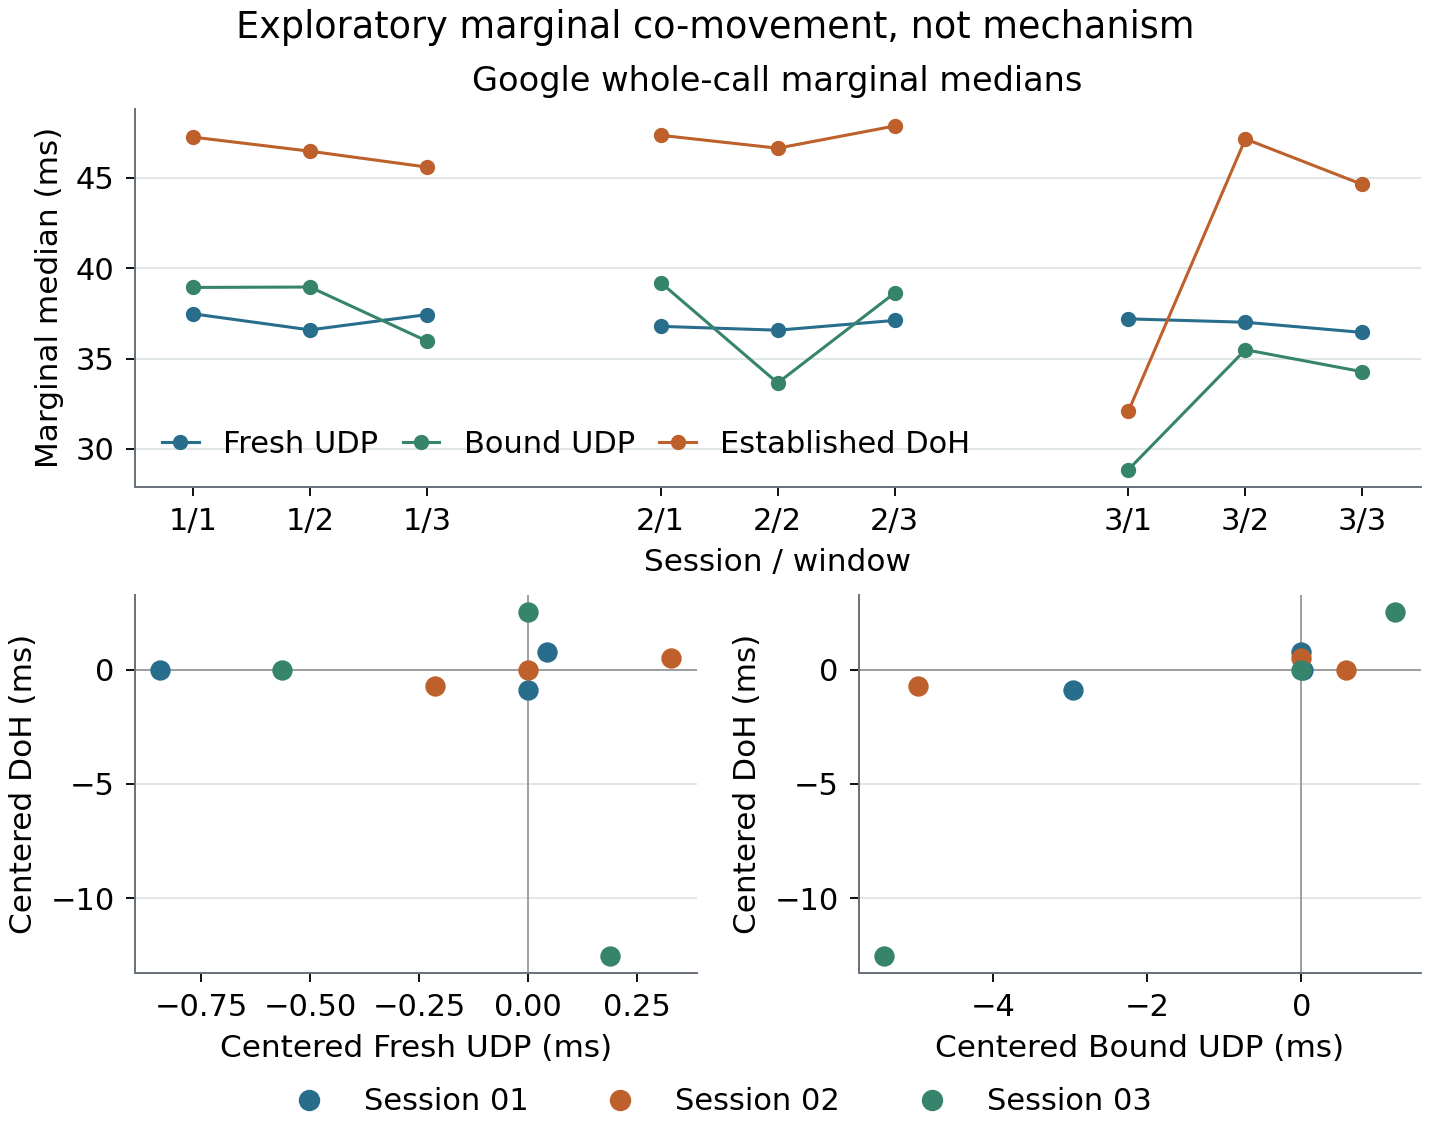 Exploratory marginal co-movement, not mechanism
Google whole-call marginal medians
Marginal median (ms)
45
40
35
30
Fresh UDP Bound UDP Established DoH
1/1 1/2 1/3 2/1 2/2 2/3 3/1 3/2 3/3
Session / window
Centered DoH (ms)
0
−5
−10
−0.75 −0.50 −0.25 0.00 0.25
Centered Fresh UDP (ms)
Centered DoH (ms)
0
−5
−10
−4 −2 0
Centered Bound UDP (ms)
Session 01 Session 02 Session 03